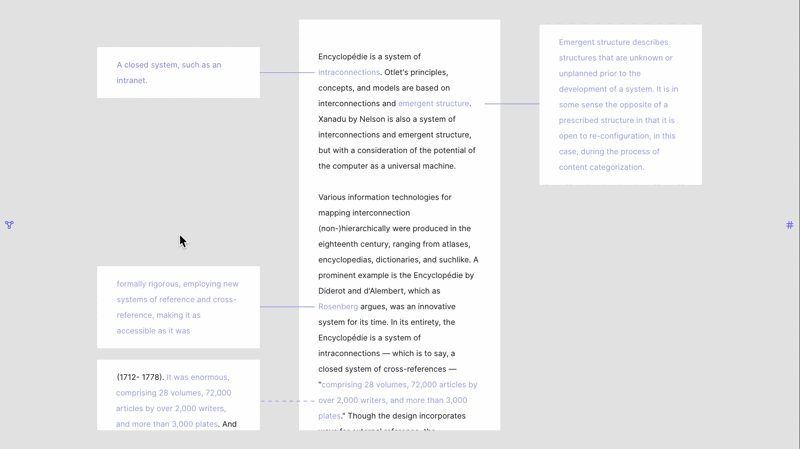 A closed system, such as an
intranet.
Encyclopédie is a system of
intraconnections. Otlet's principles,
concepts, and models are based on
interconnections and emergent structure.
Xanadu by Nelson is also a system of
interconnections and emergent structure,
but with a consideration of the potential of
the computer as a universal machine.
Various information technologies for
mapping interconnection
(non-)hierarchically were produced in the
eighteenth century, ranging from atlases,
encyclopedias, dictionaries, and suchlike. A
prominent example is the Encyclopédie by
Diderot and d'Alembert, which as
Rosenberg argues, was an innovative
system for its time. In its entirety, the
Encyclopédie is a system of
intraconnections — which is to say, a
closed system of cross-references —
"comprising 28 volumes, 72,000 articles by
over 2,000 writers, and more than 3,000
plates." Though the design incorporates
Emergent structure describes
structures that are unknown or
unplanned prior to the
development of a system. It is in
some sense the opposite of a
prescribed structure in that it is
open to re-configuration, in this
case, during the process of
content categorization.
formally rigorous, employing new
systems of reference and cross-
reference, making it as
accessible as it was
(1712- 1778). It was enormous,
comprising 28 volumes, 72,000
articles by over 2,000 writers,
and more than 3,000 plates. And
#